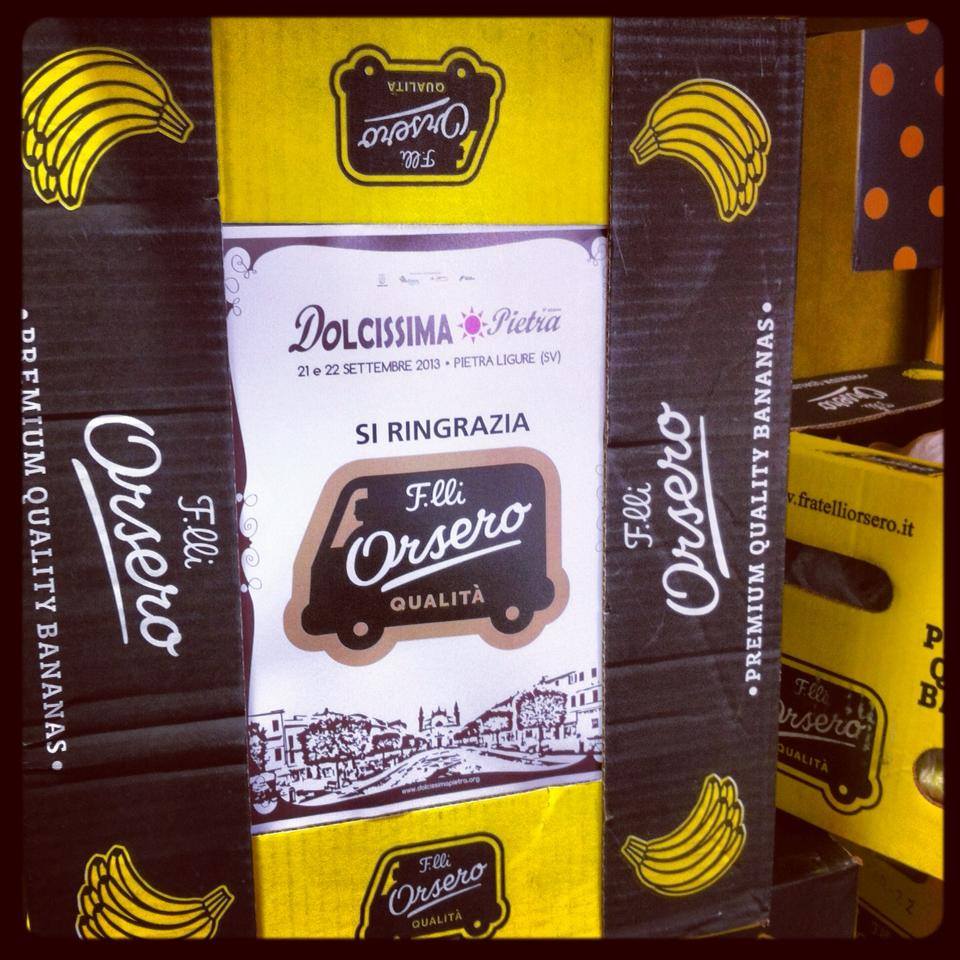 F.lli
Orsero
QUALITÀ
DOLCISSIMA Pietra
21 e 22 SETTEMBRE 2013 • PIETRA LIGURE (SV)
SI RINGRAZIA
F.lli
Orsero
QUALITÀ
www.dolcissimapietra.org
F.lli
Orsero
QUALITÀ
• PREMIUM QUALITY BANANAS •
F.lli
Orsero
F.lli
Orsero
• PREMIUM QUALITY BANANAS •
F.lli
Orsero
.fratelliorsero.it
F.lli
Orsero
QUALITÀ